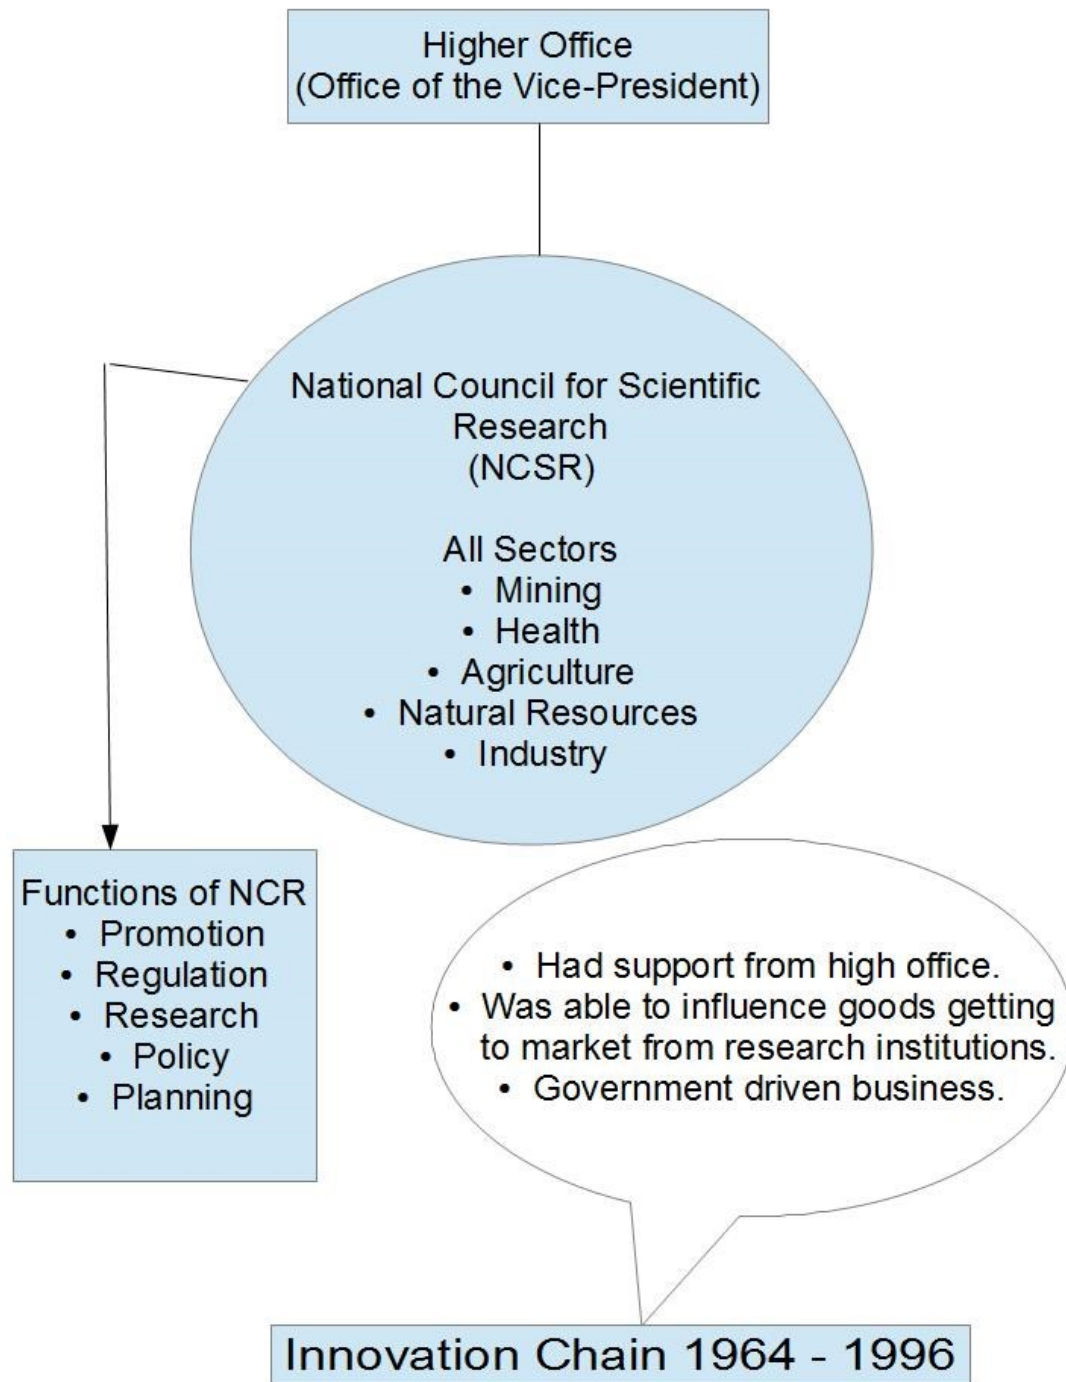 Higher Office
(Office of the Vice-President)
National Council for Scientific
Research
(NCSR)
All Sectors
• Mining
• Health
• Agriculture
• Natural Resources
• Industry
Functions of NCR
• Promotion
• Regulation
• Research
• Policy
• Planning
• Had support from high office.
• Was able to influence goods getting
to market from research institutions.
• Government driven business.
Innovation Chain 1964 - 1996